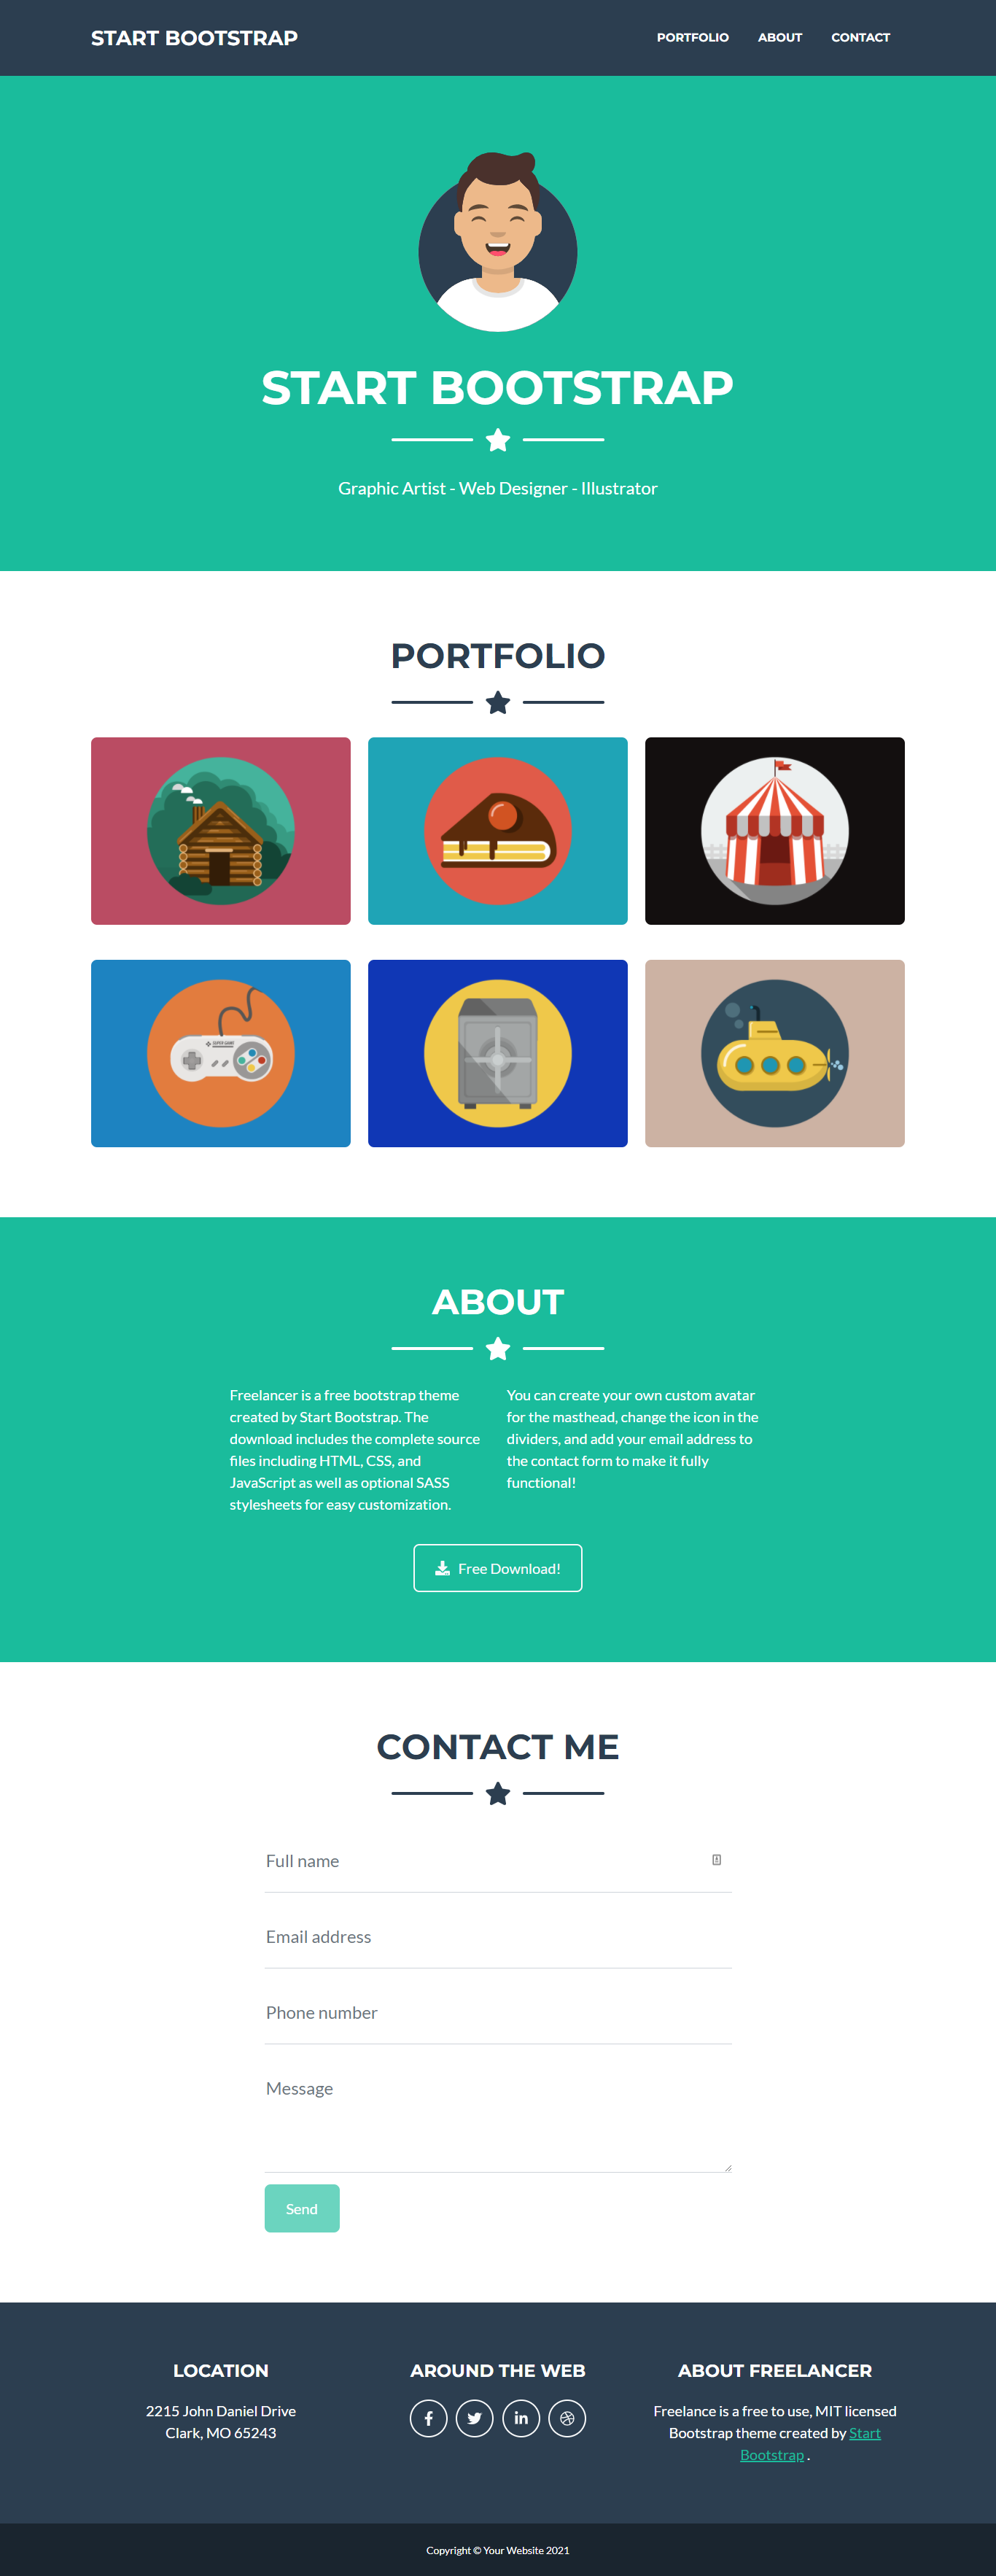 START BOOTSTRAP
PORTFOLIO
ABOUT
CONTACT
START BOOTSTRAP
Graphic Artist - Web Designer - Illustrator
PORTFOLIO
ABOUT
Freelancer is a free bootstrap theme
created by Start Bootstrap. The
download includes the complete source
files including HTML, CSS, and
JavaScript as well as optional SASS
stylesheets for easy customization.
You can create your own custom avatar
for the masthead, change the icon in the
dividers, and add your email address to
the contact form to make it fully
functional!
Free Download!
CONTACT ME
Full name
Email address
Phone number
Message
Send
LOCATION
2215 John Daniel Drive
Clark, MO 65243
AROUND THE WEB
ABOUT FREELANCER
Freelance is a free to use, MIT licensed
Bootstrap theme created by Start
Bootstrap .
Copyright © Your Website 2021